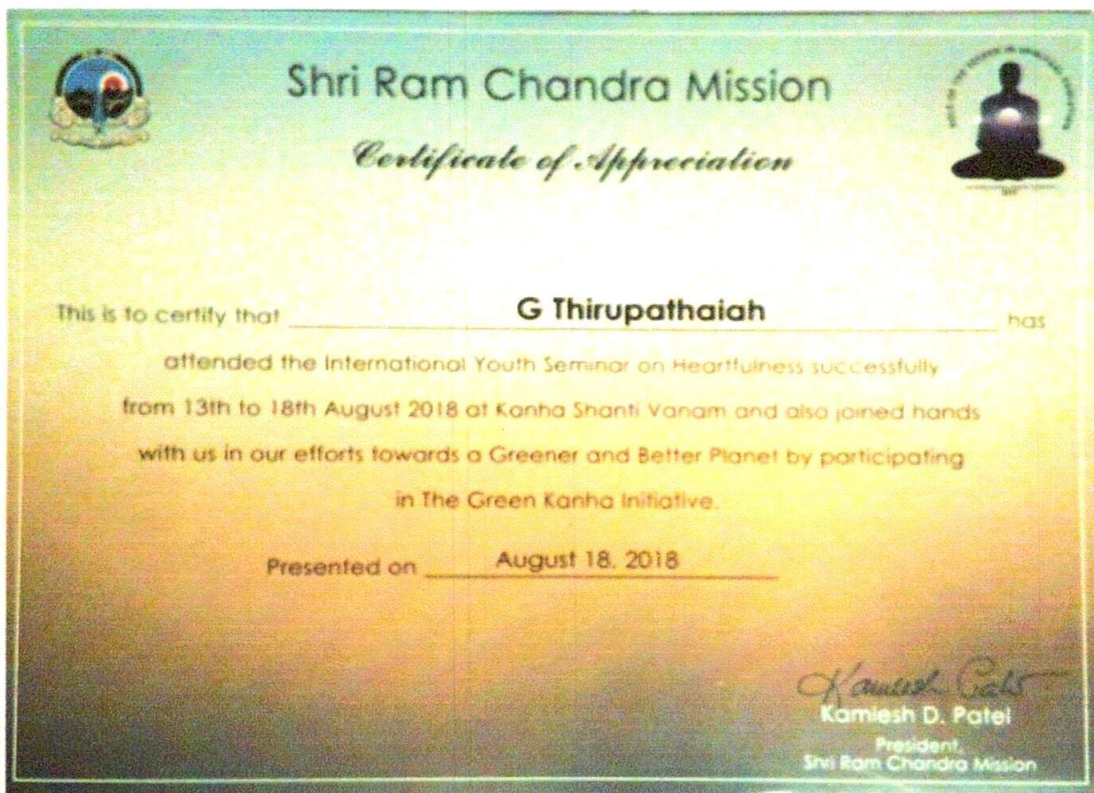 Shri Ram Chandra Mission
Certificate of Appreciation
This is to certify that G Thirupathaiah has
attended the International Youth Seminar on Heartfulness successfully
from 13th to 18th August 2018 at Kanha Shanti Vanam and also joined hands
with us in our efforts towards a Greener and Better Planet by participating
in The Green Kanha Initiative.
Presented on August 18, 2018
Kamlesh D. Patel
President,
Shri Ram Chandra Mission